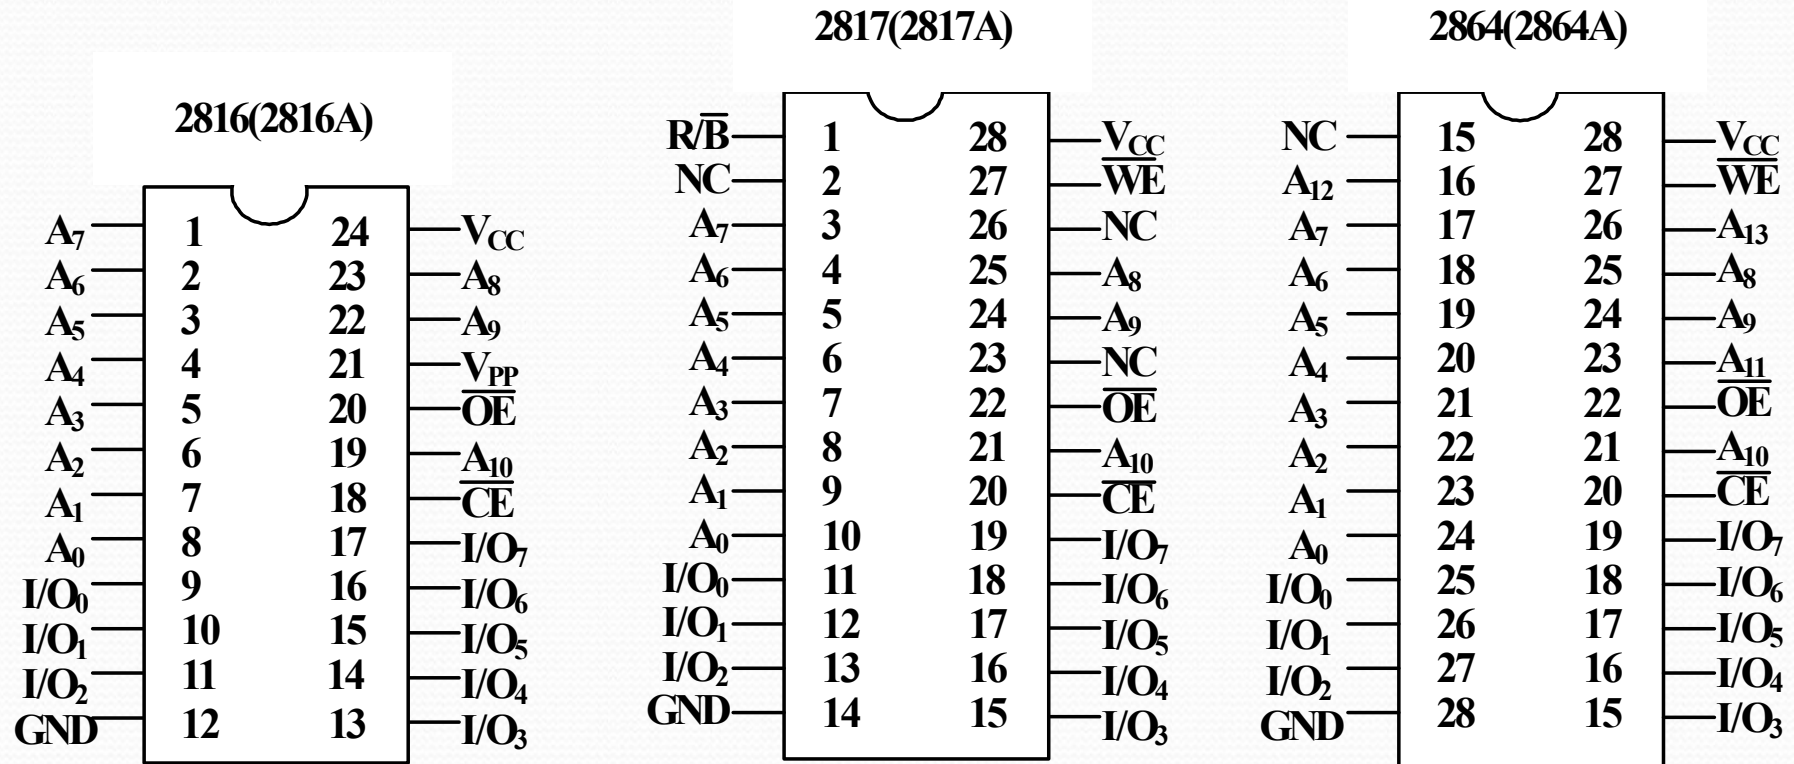 2816(2816A)
A₇ 1 24 V_CC
A₆ 2 23 A₈
A₅ 3 22 A₉
A₄ 4 21 V_PP
A₃ 5 20 O̅E̅
A₂ 6 19 A₁₀
A₁ 7 18 C̅E̅
A₀ 8 17 I/O₇
I/O₀ 9 16 I/O₆
I/O₁ 10 15 I/O₅
I/O₂ 11 14 I/O₄
GND 12 13 I/O₃
2817(2817A)
R/B̅ 1 28 V_CC
NC 2 27 W̅E̅
A₇ 3 26 NC
A₆ 4 25 A₈
A₅ 5 24 A₉
A₄ 6 23 NC
A₃ 7 22 O̅E̅
A₂ 8 21 A₁₀
A₁ 9 20 C̅E̅
A₀ 10 19 I/O₇
I/O₀ 11 18 I/O₆
I/O₁ 12 17 I/O₅
I/O₂ 13 16 I/O₄
GND 14 15 I/O₃
2864(2864A)
NC 15 28 V_CC
A₁₂ 16 27 W̅E̅
A₇ 17 26 A₁₃
A₆ 18 25 A₈
A₅ 19 24 A₉
A₄ 20 23 A₁₁
A₃ 21 22 O̅E̅
A₂ 22 21 A₁₀
A₁ 23 20 C̅E̅
A₀ 24 19 I/O₇
I/O₀ 25 18 I/O₆
I/O₁ 26 17 I/O₅
I/O₂ 27 16 I/O₄
GND 28 15 I/O₃